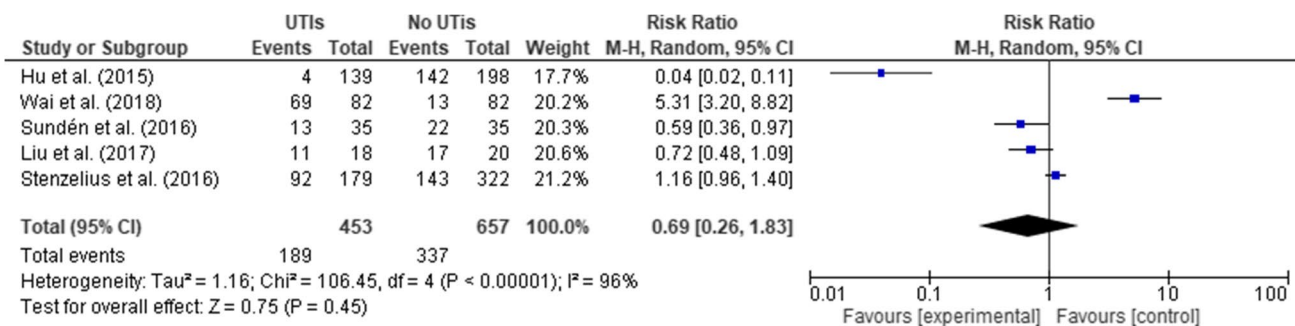 UTIs No UTis Risk Ratio Risk Ratio
Study or Subgroup Events Total Events Total Weight M-H, Random, 95% CI M-H, Random, 95% CI
Hu et al. (2015) 4 139 142 198 17.7% 0.04 [0.02, 0.11]
Wai et al. (2018) 69 82 13 82 20.2% 5.31 [3.20, 8.82]
Sundén et al. (2016) 13 35 22 35 20.3% 0.59 [0.36, 0.97]
Liu et al. (2017) 11 18 17 20 20.6% 0.72 [0.48, 1.09]
Stenzelius et al. (2016) 92 179 143 322 21.2% 1.16 [0.96, 1.40]
Total (95% CI) 453 657 100.0% 0.69 [0.26, 1.83]
Total events 189 337
Heterogeneity: Tau² = 1.16; Chi² = 106.45, df = 4 (P < 0.00001); I² = 96%
Test for overall effect: Z = 0.75 (P = 0.45)
0.01 0.1 1 10 100
Favours [experimental] Favours [control]